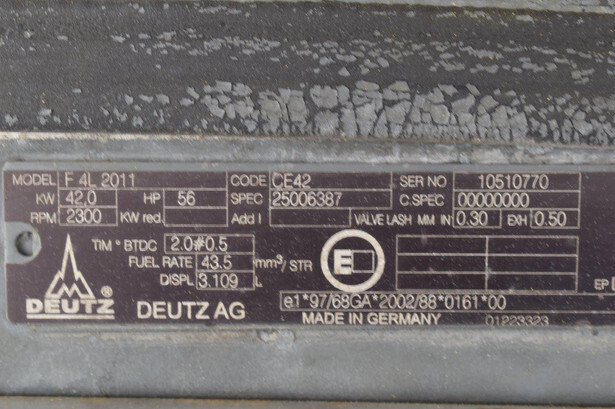 MODEL F 4L 2011 CODE CE42 SER NO 10510770
KW 42,0 HP 56 SPEC 25006387 C.SPEC 00000000
RPM 2300 KW red Add I VALVE LASH MM IN 0.30 EXH 0.50
TIM ° BTDC 2.0#0.5
FUEL RATE 43.5 mm³/STR E
DISPL 3.109 L EP
DEUTZ ® DEUTZ AG e1*97/68GA*2002/88*0161*00
MADE IN GERMANY 01223323